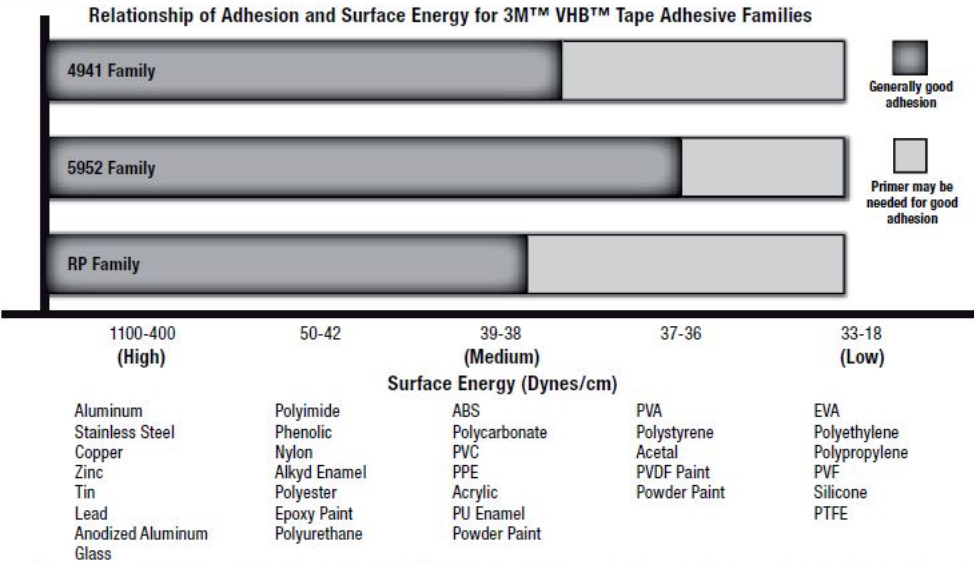 Relationship of Adhesion and Surface Energy for 3M™ VHB™ Tape Adhesive Families
4941 Family
Generally good
adhesion
5952 Family
Primer may be
needed for good
adhesion
RP Family
1100-400 50-42 39-38 37-36 33-18
(High) (Medium) (Low)
Surface Energy (Dynes/cm)
Aluminum Polyimide ABS PVA EVA
Stainless Steel Phenolic Polycarbonate Polystyrene Polyethylene
Copper Nylon PVC Acetal Polypropylene
Zinc Alkyd Enamel PPE PVDF Paint PVF
Tin Polyester Acrylic Powder Paint Silicone
Lead Epoxy Paint PU Enamel PTFE
Anodized Aluminum Polyurethane Powder Paint
Glass